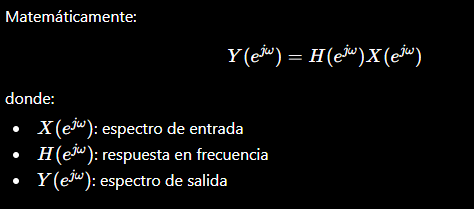 Matemáticamente:
Y(e^{jω}) = H(e^{jω})X(e^{jω})
donde:
• X(e^{jω}): espectro de entrada
• H(e^{jω}): respuesta en frecuencia
• Y(e^{jω}): espectro de salida